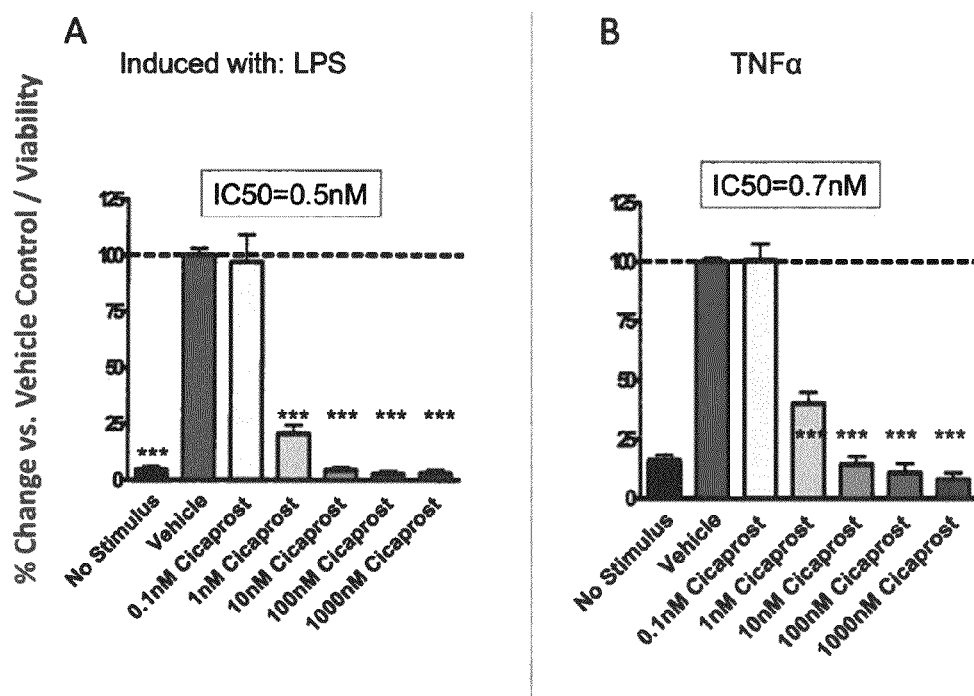 A
Induced with: LPS
% Change vs. Vehicle Control / Viability
IC50=0.5nM
125
100
75
50
25
0
***
***
***
***
***
No Stimulus
Vehicle
0.1nM Cicaprost
1nM Cicaprost
10nM Cicaprost
100nM Cicaprost
1000nM Cicaprost
B
TNFα
IC50=0.7nM
125
100
75
50
25
0
***
***
***
***
No Stimulus
Vehicle
0.1nM Cicaprost
1nM Cicaprost
10nM Cicaprost
100nM Cicaprost
1000nM Cicaprost